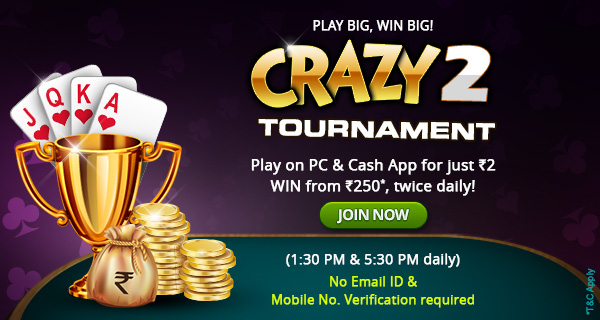 PLAY BIG, WIN BIG!
CRAZY 2
TOURNAMENT
Play on PC & Cash App for just ₹2
WIN from ₹250*, twice daily!
JOIN NOW
(1:30 PM & 5:30 PM daily)
No Email ID &
Mobile No. Verification required
J Q K A
₹
*T&C Apply